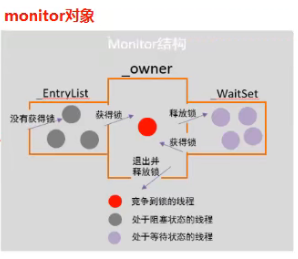 monitor对象
Monitor结构
_owner
_EntryList
_WaitSet
没有获得锁
获得锁
释放锁
获得锁
退出并
释放锁
竞争到锁的线程
处于阻塞状态的线程
处于等待状态的线程